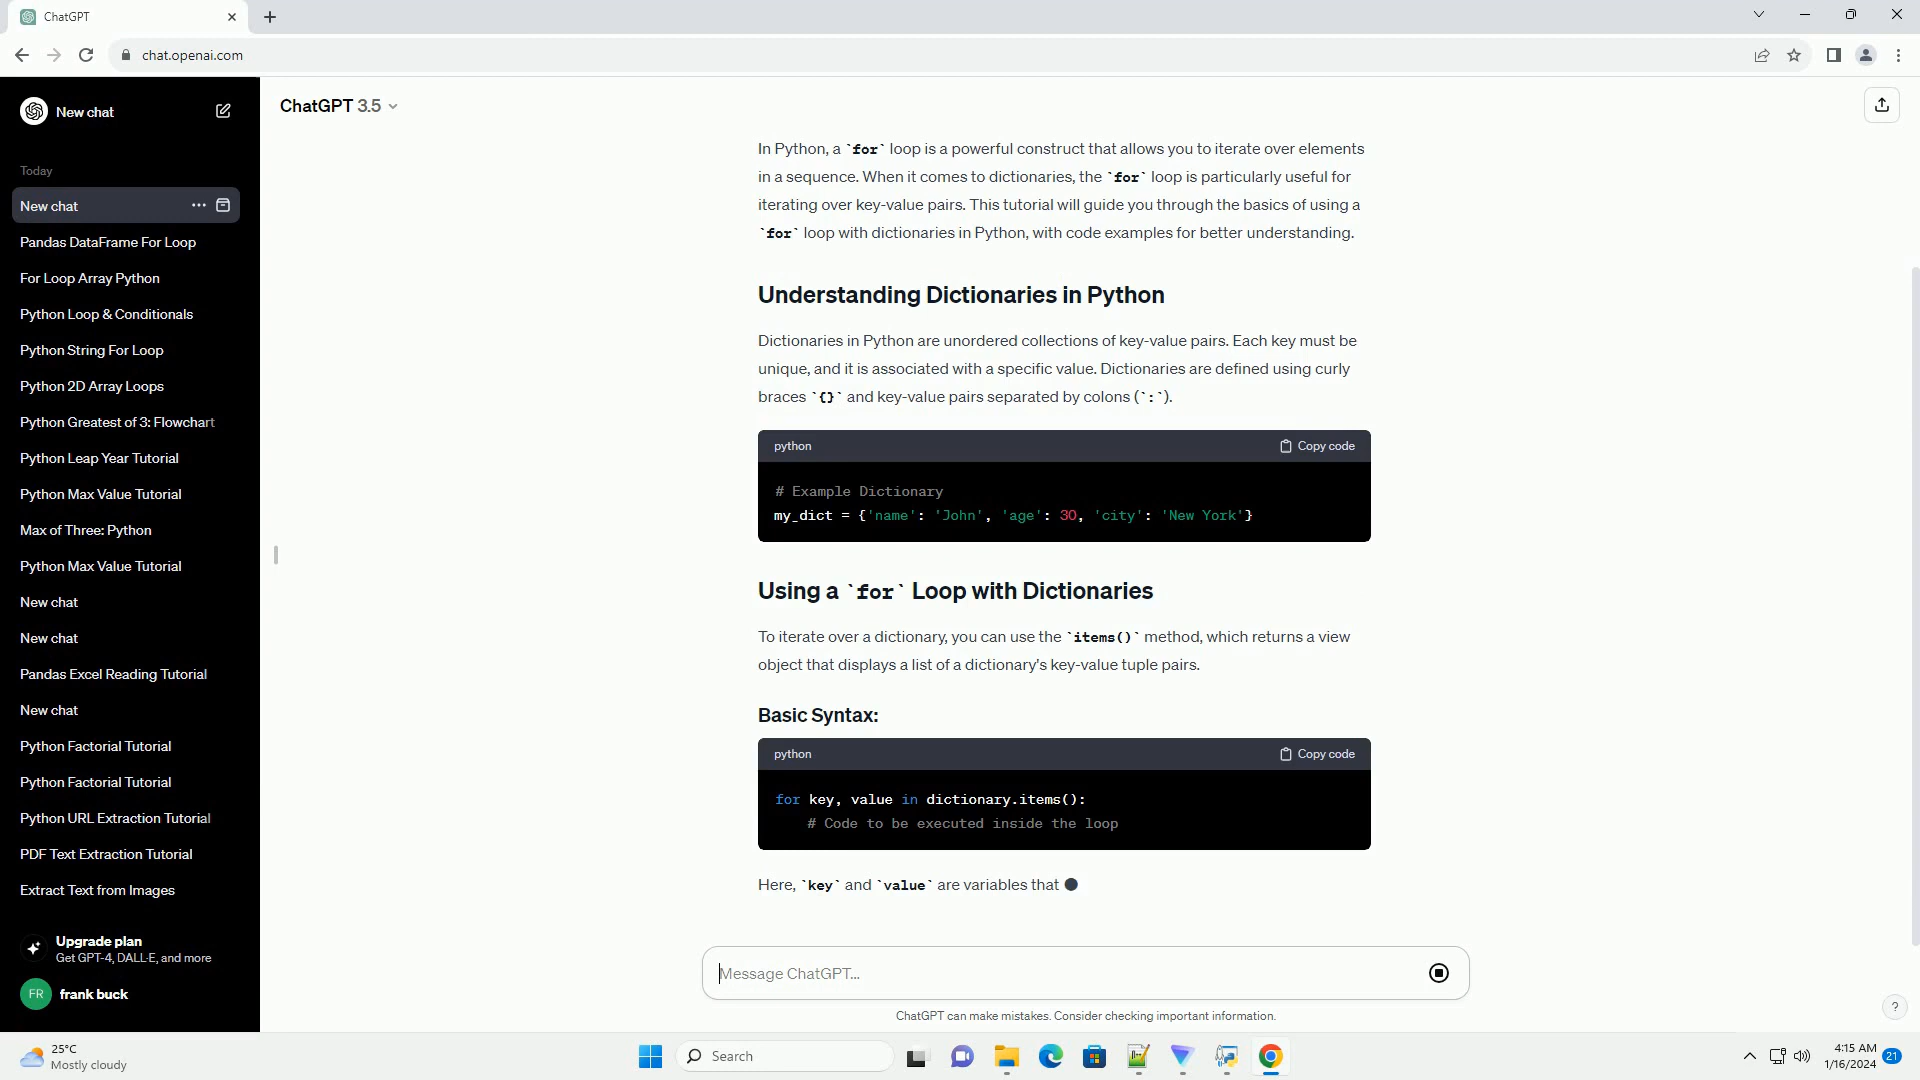 ChatGPT
chat.openai.com
New chat
Today
New chat
Pandas DataFrame For Loop
For Loop Array Python
Python Loop & Conditionals
Python String For Loop
Python 2D Array Loops
Python Greatest of 3: Flowchart
Python Leap Year Tutorial
Python Max Value Tutorial
Max of Three: Python
Python Max Value Tutorial
New chat
New chat
Pandas Excel Reading Tutorial
New chat
Python Factorial Tutorial
Python Factorial Tutorial
Python URL Extraction Tutorial
PDF Text Extraction Tutorial
Extract Text from Images
Upgrade plan
Get GPT-4, DALL·E, and more
FR frank buck
ChatGPT 3.5
In Python, a `for` loop is a powerful construct that allows you to iterate over elements
in a sequence. When it comes to dictionaries, the `for` loop is particularly useful for
iterating over key-value pairs. This tutorial will guide you through the basics of using a
`for` loop with dictionaries in Python, with code examples for better understanding.
Understanding Dictionaries in Python
Dictionaries in Python are unordered collections of key-value pairs. Each key must be
unique, and it is associated with a specific value. Dictionaries are defined using curly
braces `{}` and key-value pairs separated by colons (`:`).
python Copy code
# Example Dictionary
my_dict = {'name': 'John', 'age': 30, 'city': 'New York'}
Using a `for` Loop with Dictionaries
To iterate over a dictionary, you can use the `items()` method, which returns a view
object that displays a list of a dictionary's key-value tuple pairs.
Basic Syntax:
python Copy code
for key, value in dictionary.items():
# Code to be executed inside the loop
Here, `key` and `value` are variables that
Message ChatGPT...
ChatGPT can make mistakes. Consider checking important information.
?
25°C
Mostly cloudy
Search
4:15 AM
1/16/2024
21